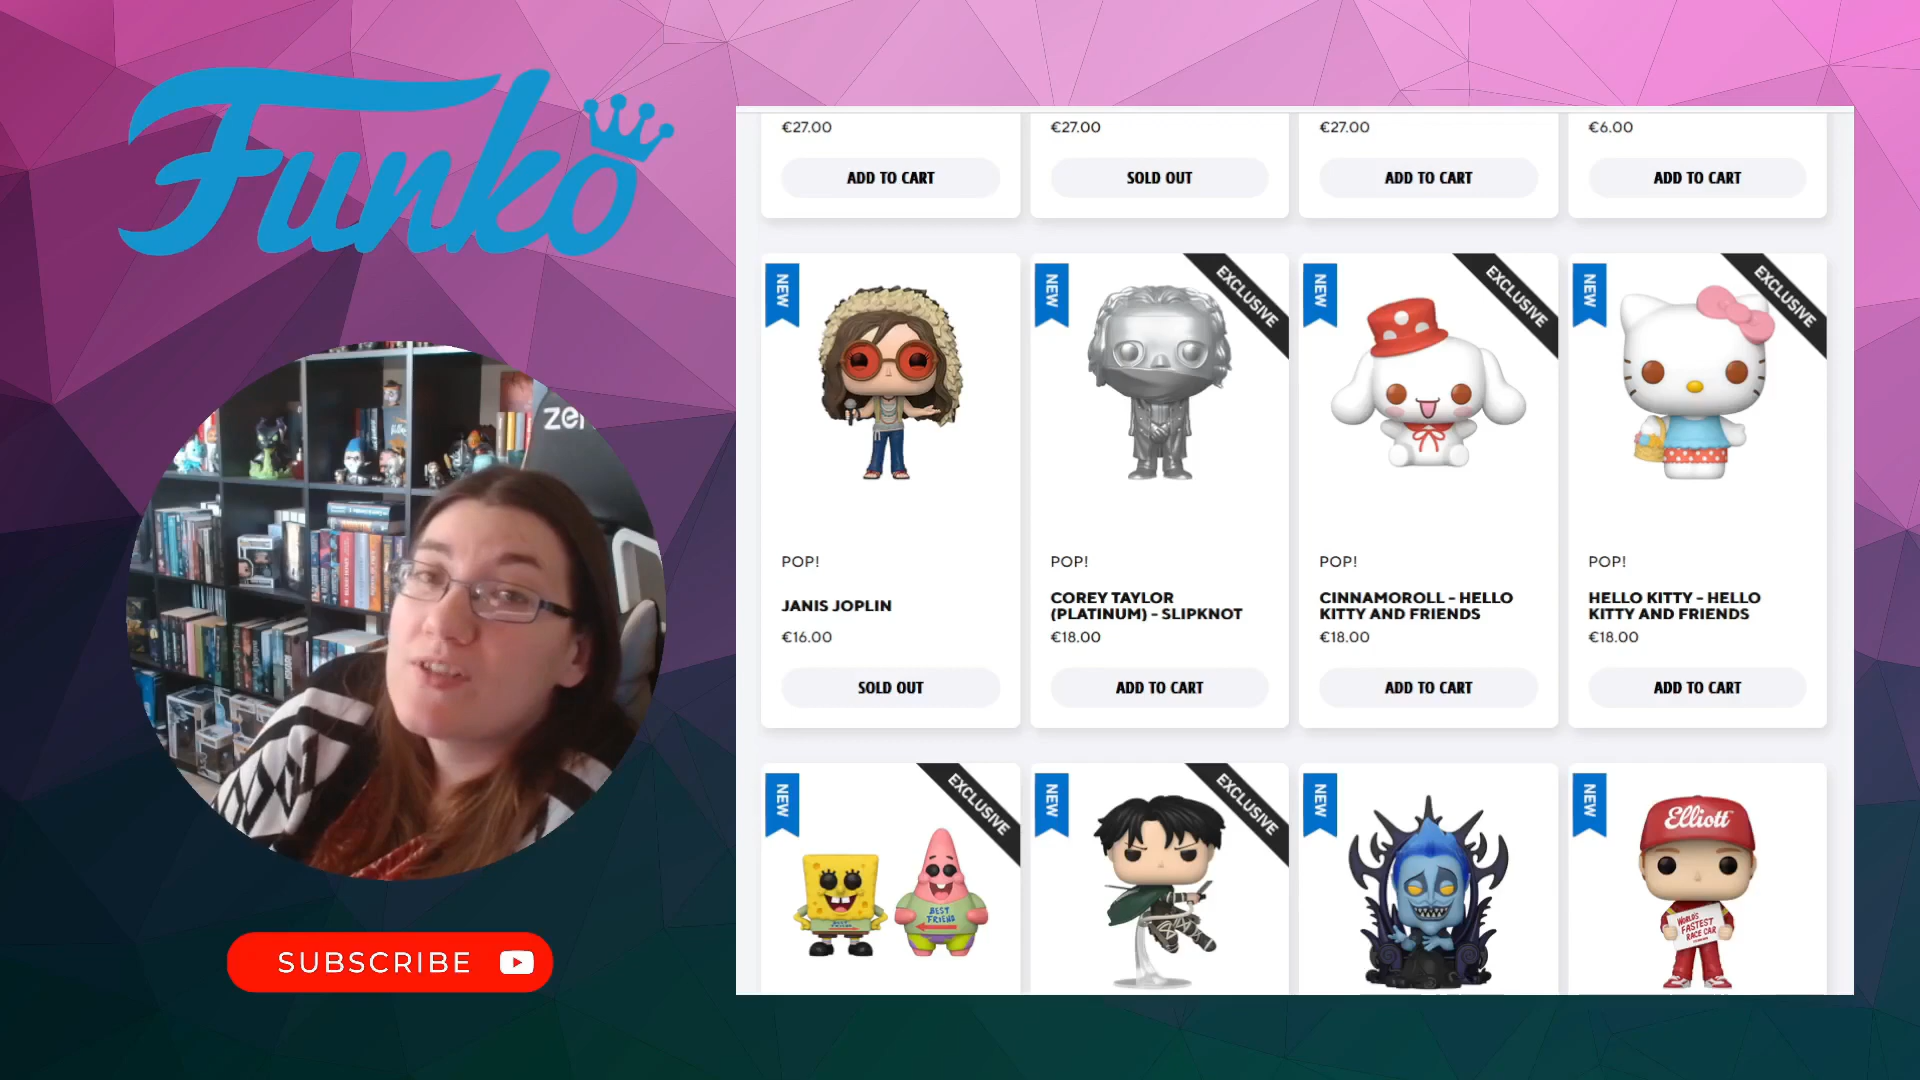 Funko
zen
SUBSCRIBE
€27.00
€27.00
€27.00
€6.00
ADD TO CART
SOLD OUT
ADD TO CART
ADD TO CART
NEW
NEW
EXCLUSIVE
NEW
EXCLUSIVE
NEW
EXCLUSIVE
POP!
JANIS JOPLIN
€16.00
SOLD OUT
POP!
COREY TAYLOR
(PLATINUM) - SLIPKNOT
€18.00
ADD TO CART
POP!
CINNAMOROLL - HELLO
KITTY AND FRIENDS
€18.00
ADD TO CART
POP!
HELLO KITTY - HELLO
KITTY AND FRIENDS
€18.00
ADD TO CART
NEW
EXCLUSIVE
BEST
FRIEND
NEW
EXCLUSIVE
NEW
NEW
Elliott
WORLD'S
FASTEST
RACE CAR